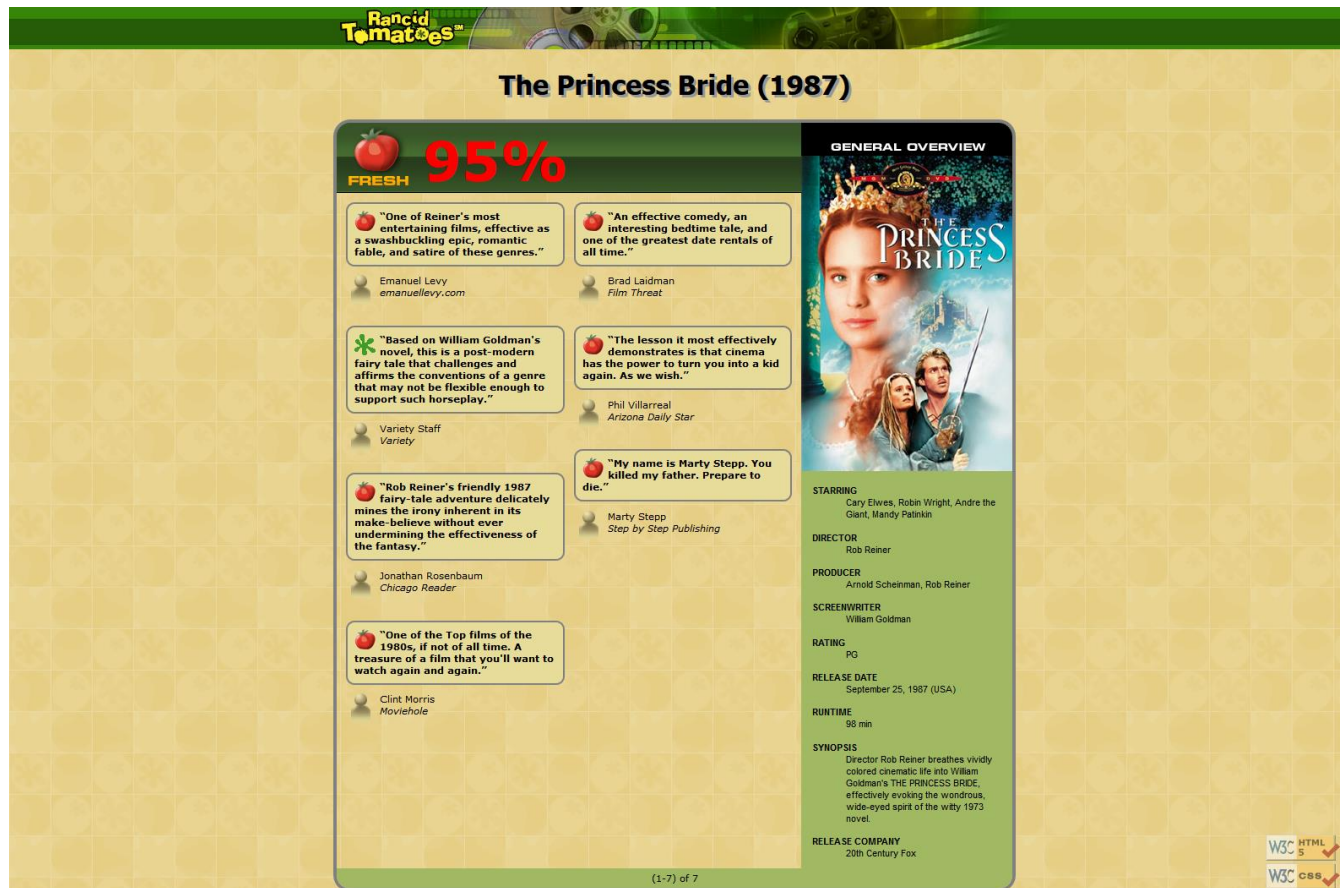 Rancid
Tomatoes SM
The Princess Bride (1987)
FRESH
95%
“One of Reiner's most
entertaining films, effective as
a swashbuckling epic, romantic
fable, and satire of these genres.”
Emanuel Levy
emanuellevy.com
“Based on William Goldman's
novel, this is a post-modern
fairy tale that challenges and
affirms the conventions of a genre
that may not be flexible enough to
support such horseplay.”
Variety Staff
Variety
“Rob Reiner's friendly 1987
fairy-tale adventure delicately
mines the irony inherent in its
make-believe without ever
undermining the effectiveness of
the fantasy.”
Jonathan Rosenbaum
Chicago Reader
“One of the Top films of the
1980s, if not of all time. A
treasure of a film that you'll want to
watch again and again.”
Clint Morris
Moviehole
“An effective comedy, an
interesting bedtime tale, and
one of the greatest date rentals of
all time.”
Brad Laidman
Film Threat
“The lesson it most effectively
demonstrates is that cinema
has the power to turn you into a kid
again. As we wish.”
Phil Villarreal
Arizona Daily Star
“My name is Marty Stepp. You
killed my father. Prepare to
die.”
Marty Stepp
Step by Step Publishing
GENERAL OVERVIEW
THE
PRINCESS
BRIDE
STARRING
Cary Elwes, Robin Wright, Andre the
Giant, Mandy Patinkin
DIRECTOR
Rob Reiner
PRODUCER
Arnold Scheinman, Rob Reiner
SCREENWRITER
William Goldman
RATING
PG
RELEASE DATE
September 25, 1987 (USA)
RUNTIME
98 min
SYNOPSIS
Director Rob Reiner breathes vividly
colored cinematic life into William
Goldman's THE PRINCESS BRIDE,
effectively evoking the wondrous,
wide-eyed spirit of the witty 1973
novel.
RELEASE COMPANY
20th Century Fox
(1-7) of 7
W3C HTML 5
W3C css